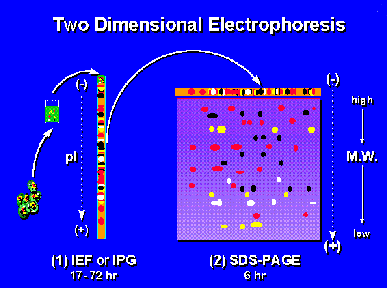 Two Dimensional Electrophoresis
(-)
pI
(+)
(-)
high
M.W.
low
(+)
(1) IEF or IPG
17-72 hr
(2) SDS-PAGE
6 hr